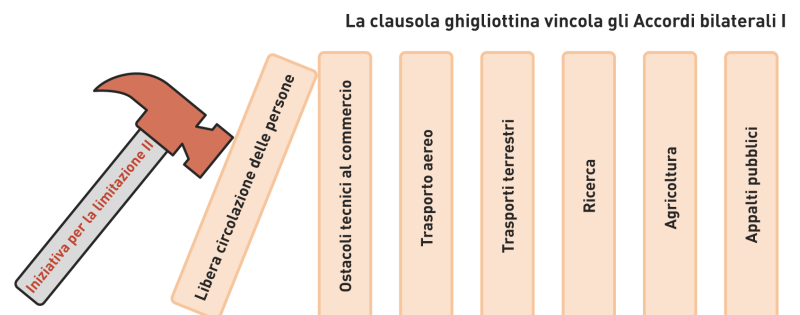 La clausola ghigliottina vincola gli Accordi bilaterali I
Iniziativa per la limitazione II
Libera circolazione delle persone
Ostacoli tecnici al commercio
Trasporto aereo
Trasporti terrestri
Ricerca
Agricoltura
Appalti pubblici